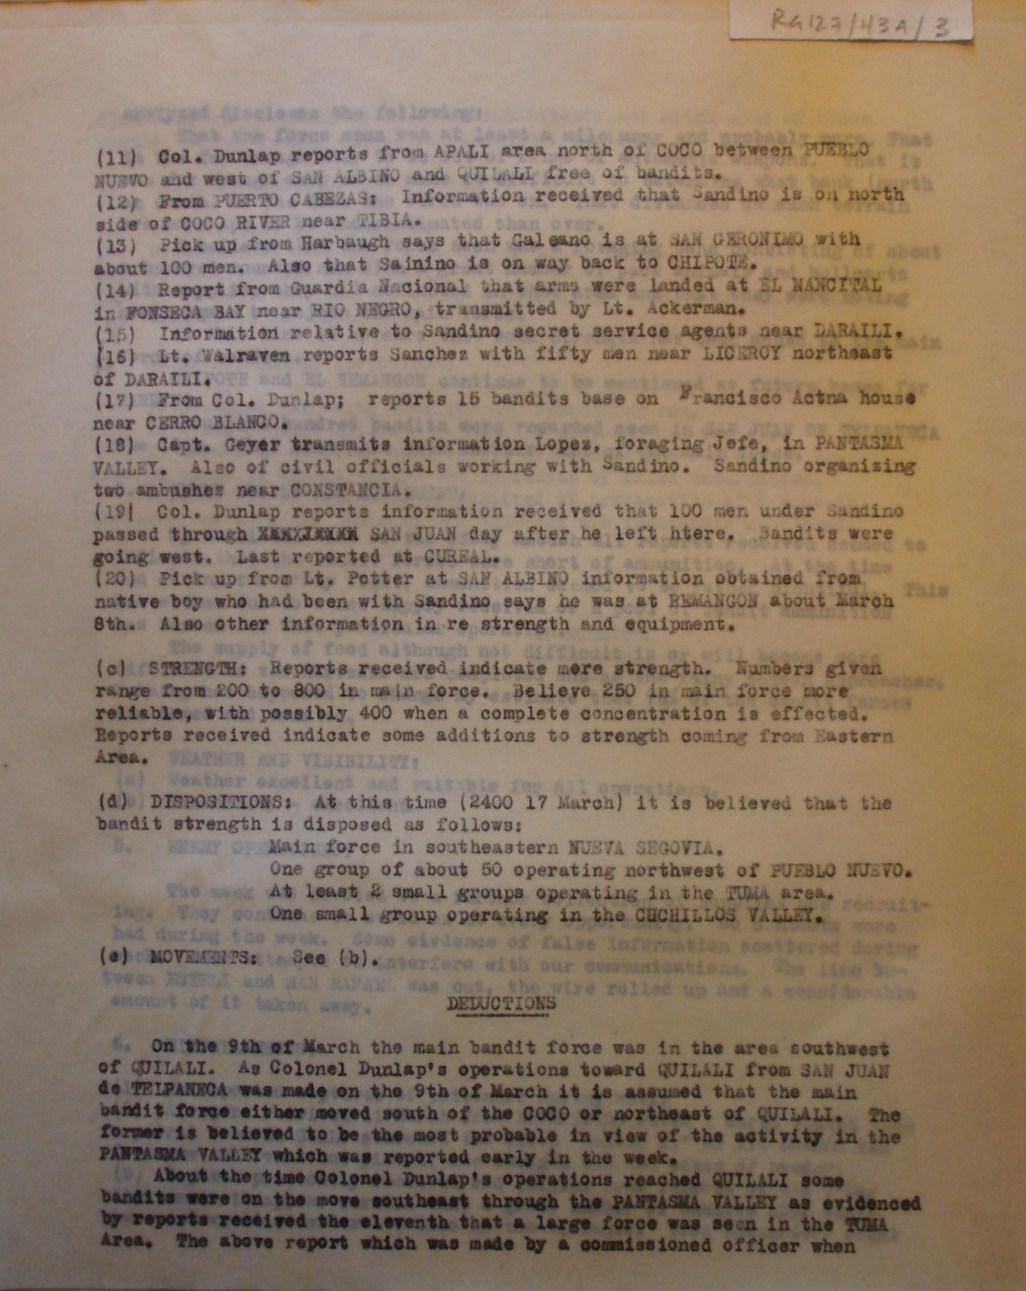 RG127/43A/3
(11) Col. Dunlap reports from APALI area north of COCO between PUEBLO
NUEVO and west of SAN ALBINO and QUILALI free of bandits.
(12) From PUERTO CABEZAS: Information received that Sandino is on north
side of COCO RIVER near TIBIA.
(13) Pick up from Harbaugh says that Galeano is at SAN GERONIMO with
about 100 men. Also that Sainino is on way back to CHIPOTE.
(14) Report from Guardia Nacional that arms were landed at EL NANCITAL
in FONSECA BAY near RIO NEGRO, transmitted by Lt. Ackerman.
(15) Information relative to Sandino secret service agents near DARAILI.
(16) Lt. Walraven reports Sanchez with fifty men near LICEROY northeast
of DARAILI.
(17) From Col. Dunlap; reports 15 bandits base on Francisco Actna house
near CERRO BLANCO.
(18) Capt. Geyer transmits information Lopez, foraging Jefe, in PANTASMA
VALLEY. Also of civil officials working with Sandino. Sandino organizing
two ambushes near CONSTANCIA.
(19| Col. Dunlap reports information received that 100 men under Sandino
passed through SAN JUAN day after he left htere. Bandits were
going west. Last reported at CUREAL.
(20) Pick up from Lt. Potter at SAN ALBINO information obtained from
native boy who had been with Sandino says he was at REMANGON about March
8th. Also other information in re strength and equipment.
(c) STRENGTH: Reports received indicate more strength. Numbers given
range from 200 to 800 in main force. Believe 250 in main force more
reliable, with possibly 400 when a complete concentration is effected.
Reports received indicate some additions to strength coming from Eastern
Area.
(d) DISPOSITIONS: At this time (2400 17 March) it is believed that the
bandit strength is disposed as follows:
Main force in southeastern NUEVA SEGOVIA.
One group of about 50 operating northwest of PUEBLO NUEVO.
At least 2 small groups operating in the TUMA area.
One small group operating in the CUCHILLOS VALLEY.
(e) MOVEMENTS: See (b).
DEDUCTIONS
On the 9th of March the main bandit force was in the area southwest
of QUILALI. As Colonel Dunlap's operations toward QUILALI from SAN JUAN
de TELPANECA was made on the 9th of March it is assumed that the main
bandit force either moved south of the COCO or northeast of QUILALI. The
former is believed to be the most probable in view of the activity in the
PANTASMA VALLEY which was reported early in the week.
About the time Colonel Dunlap's operations reached QUILALI some
bandits were on the move southeast through the PANTASMA VALLEY as evidenced
by reports received the eleventh that a large force was seen in the TUMA
Area. The above report which was made by a commissioned officer when